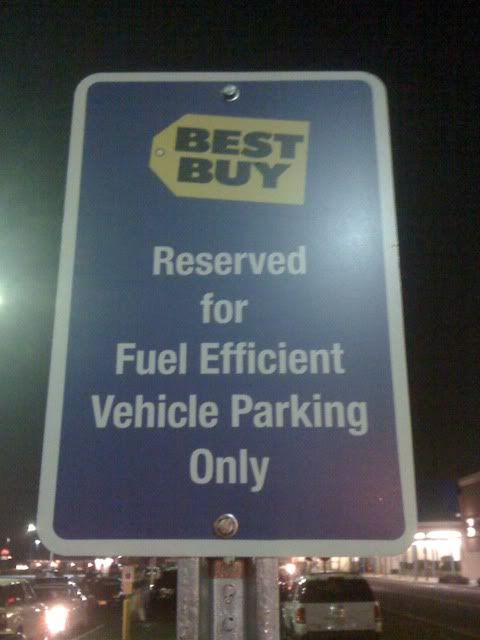 BEST
BUY
Reserved
for
Fuel Efficient
Vehicle Parking
Only